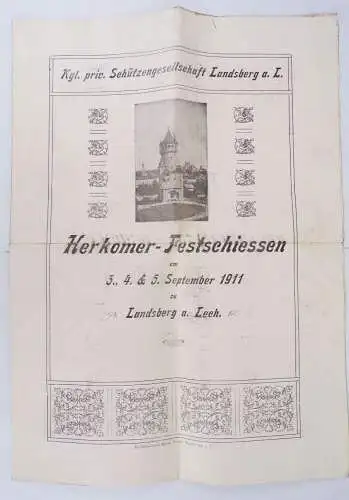 Kgl. priv. Schützengesellschaft Landsberg a. L.
Herkomer-Festschiessen
am
3., 4. & 5. September 1911
zu
Landsberg a. Lech.